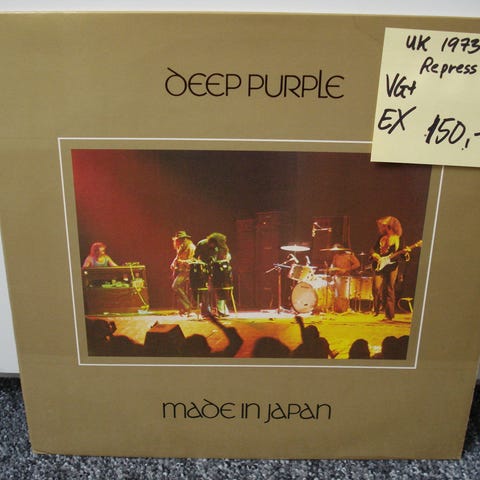 DEEP PURPLE
UK 1973
Repress
VG+
EX 150,-
made in Japan